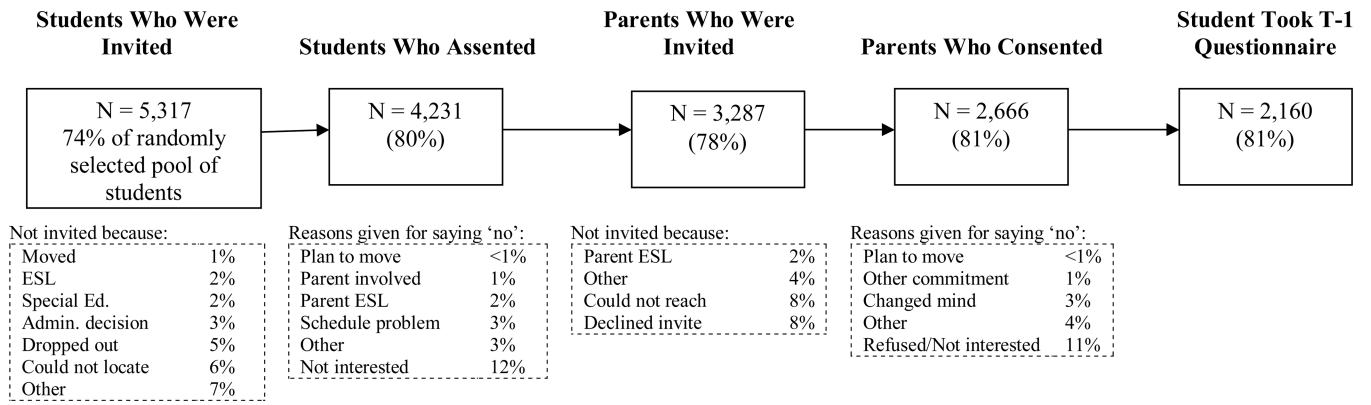 Students Who Were
Invited
Students Who Assented
Parents Who Were
Invited
Parents Who Consented
Student Took T-1
Questionnaire
N = 5,317
74% of randomly
selected pool of
students
N = 4,231
(80%)
N = 3,287
(78%)
N = 2,666
(81%)
N = 2,160
(81%)
Not invited because:
Moved 1%
ESL 2%
Special Ed. 2%
Admin. decision 3%
Dropped out 5%
Could not locate 6%
Other 7%
Reasons given for saying ‘no’:
Plan to move <1%
Parent involved 1%
Parent ESL 2%
Schedule problem 3%
Other 3%
Not interested 12%
Not invited because:
Parent ESL 2%
Other 4%
Could not reach 8%
Declined invite 8%
Reasons given for saying ‘no’:
Plan to move <1%
Other commitment 1%
Changed mind 3%
Other 4%
Refused/Not interested 11%